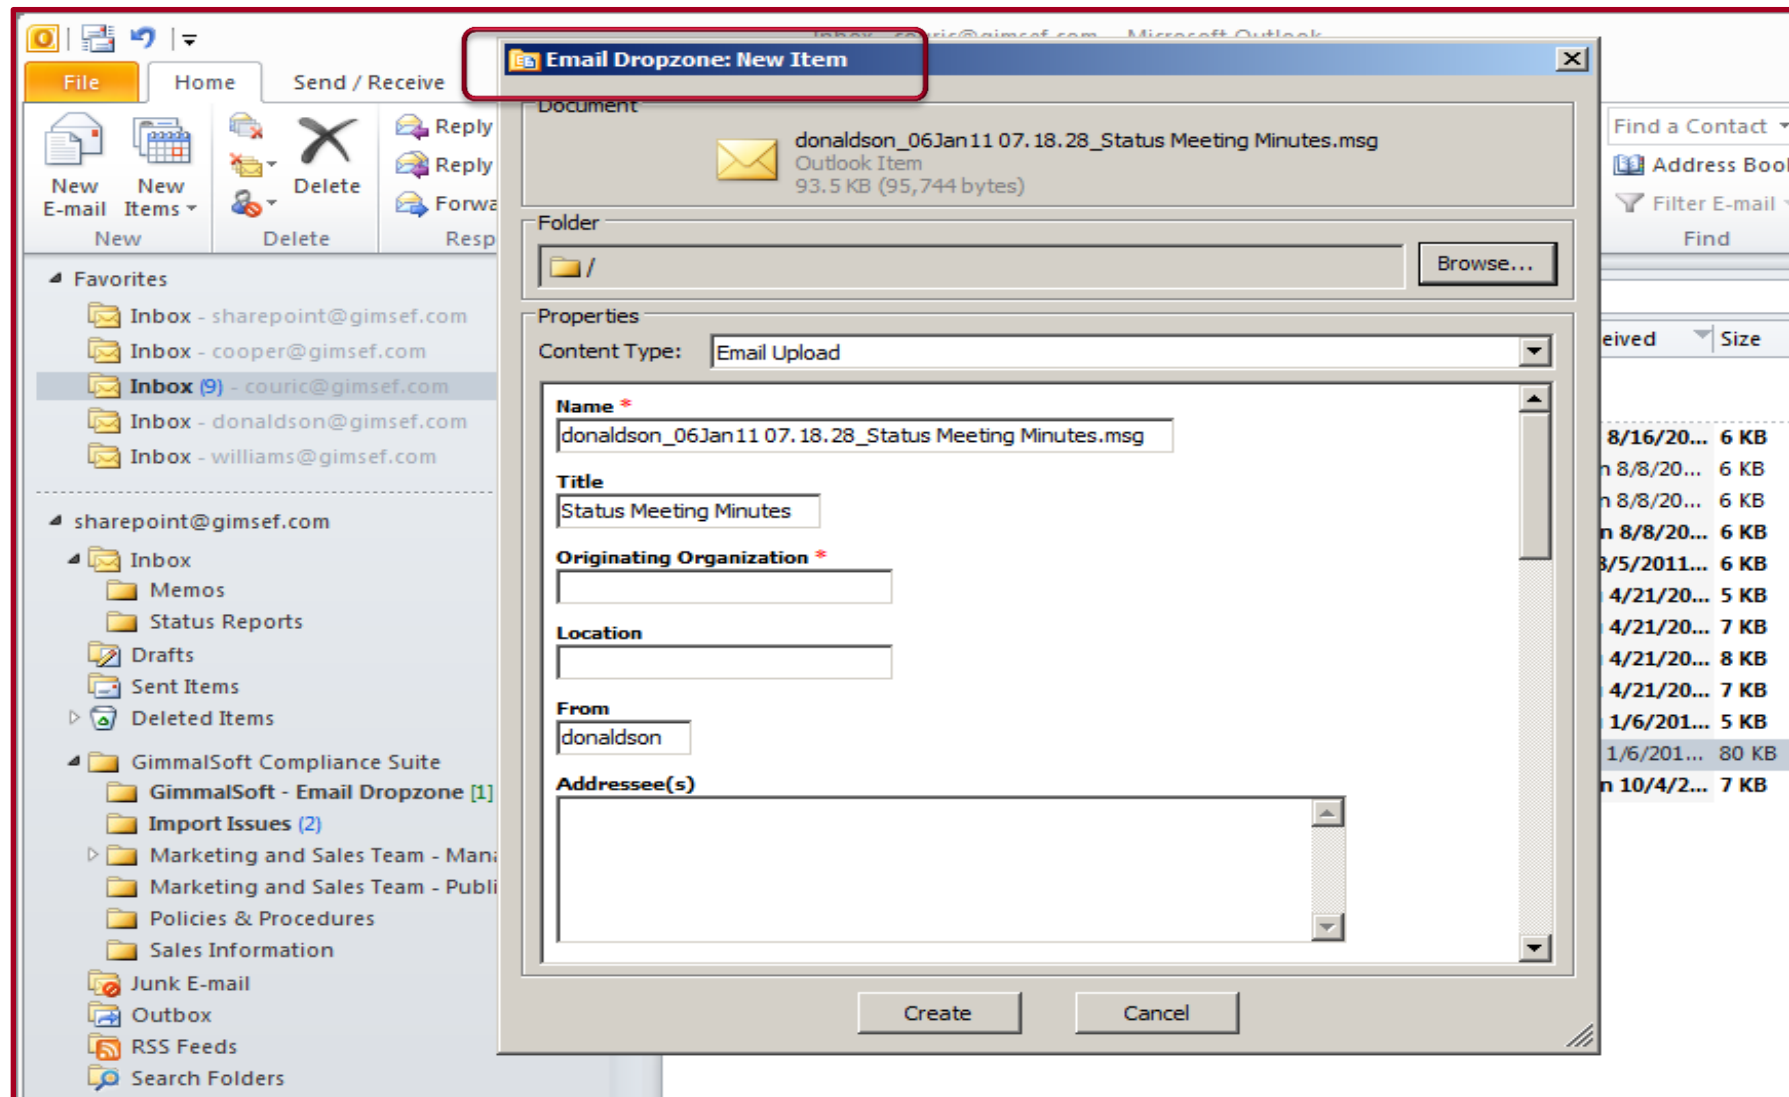 Inbox - couric@gimsef.com - Microsoft Outlook
File
Home
Send / Receive
New
E-mail
New
Items
Delete
Reply
Reply
Forwa
New
Delete
Resp
Find a Contact
Address Boo
Filter E-mail
Find
Favorites
Inbox - sharepoint@gimsef.com
Inbox - cooper@gimsef.com
Inbox (9) - couric@gimsef.com
Inbox - donaldson@gimsef.com
Inbox - williams@gimsef.com
sharepoint@gimsef.com
Inbox
Memos
Status Reports
Drafts
Sent Items
Deleted Items
GimmalSoft Compliance Suite
GimmalSoft - Email Dropzone [1]
Import Issues (2)
Marketing and Sales Team - Mana
Marketing and Sales Team - Publi
Policies & Procedures
Sales Information
Junk E-mail
Outbox
RSS Feeds
Search Folders
Email Dropzone: New Item
Document
donaldson_06Jan11 07.18.28_Status Meeting Minutes.msg
Outlook Item
93.5 KB (95,744 bytes)
Folder
/
Browse...
Properties
Content Type:
Email Upload
Name *
donaldson_06Jan11 07.18.28_Status Meeting Minutes.msg
Title
Status Meeting Minutes
Originating Organization *
Location
From
donaldson
Addressee(s)
Create
Cancel
eived
Size
8/16/20... 6 KB
n 8/8/20... 6 KB
n 8/8/20... 6 KB
n 8/8/20... 6 KB
8/5/2011... 6 KB
4/21/20... 5 KB
4/21/20... 7 KB
4/21/20... 8 KB
4/21/20... 7 KB
1/6/201... 5 KB
1/6/201... 80 KB
n 10/4/2... 7 KB